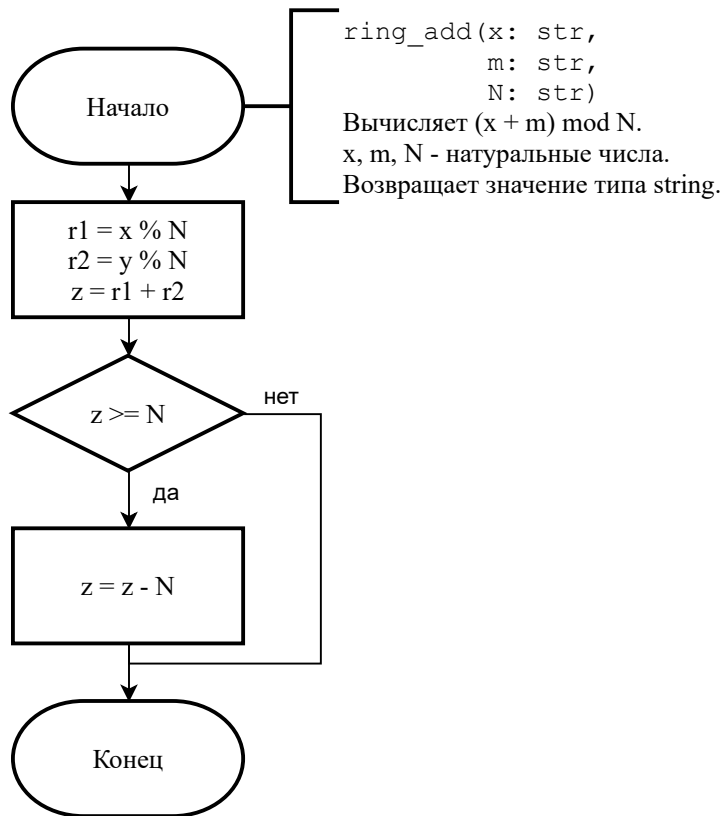 ring_add(x: str,
m: str,
N: str)
Вычисляет (x + m) mod N.
x, m, N - натуральные числа.
Возвращает значение типа string.
Начало
r1 = x % N
r2 = y % N
z = r1 + r2
z >= N
нет
да
z = z - N
Конец